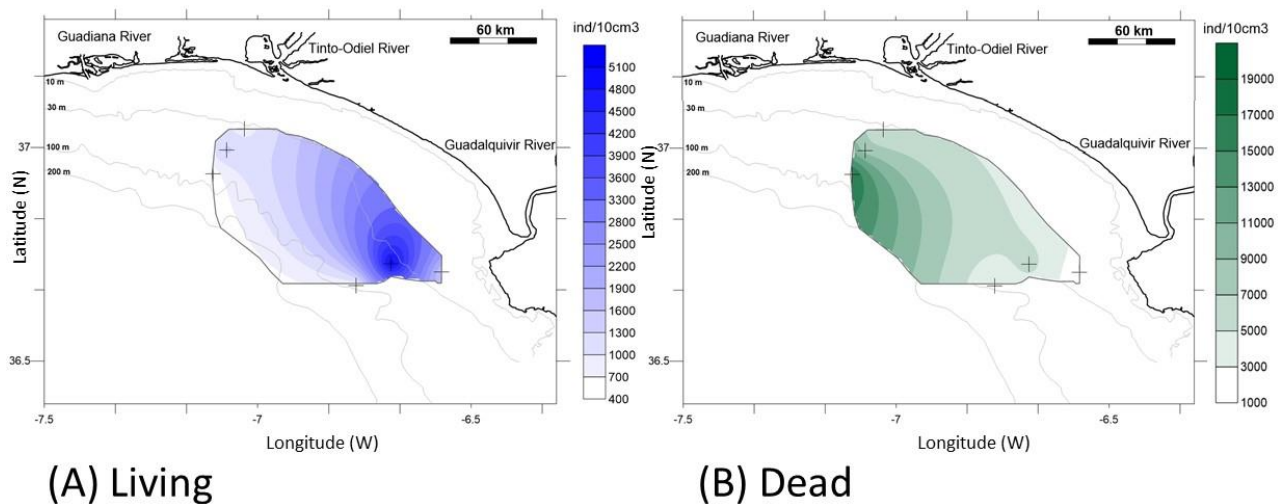 60 km
ind/10cm3
Guadiana River
Tinto-Odiel River
5100
4800
4500
4200
3900
3600
3300
2800
2500
2200
1900
1600
1300
1000
700
400
10 m
30 m
100 m
200 m
Guadalquivir River
37
36.5
Latitude (N)
-7.5
-7
-6.5
Longitude (W)
(A) Living
60 km
ind/10cm3
Guadiana River
Tinto-Odiel River
19000
17000
15000
13000
11000
9000
7000
5000
3000
1000
10 m
30 m
100 m
200 m
Guadalquivir River
37
36.5
Latitude (N)
-7.5
-7
-6.5
Longitude (W)
(B) Dead